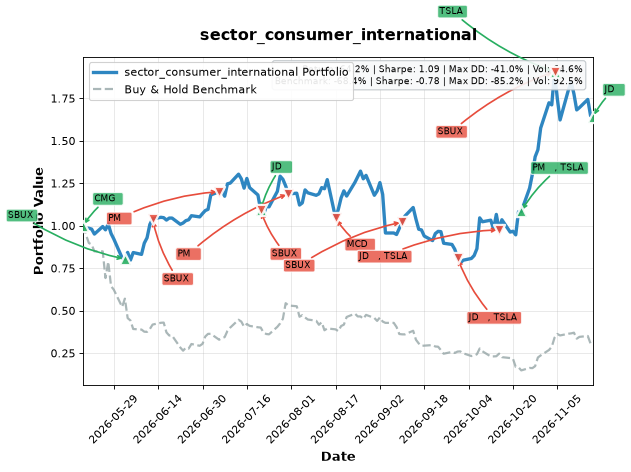 TSLA
sector_consumer_international
sector_consumer_international Portfolio
Buy & Hold Benchmark
2% | Sharpe: 1.09 | Max DD: -41.0% | Vol:
4% | Sharpe: -0.78 | Max DD: -85.2% | Vol: 92.5%
JD
SBUX
JD
PM , TSLA
CMG
SBUX
PM
PM
SBUX
SBUX
SBUX
MCD
JD , TSLA
JD , TSLA
Portfolio Value
1.75
1.50
1.25
1.00
0.75
0.50
0.25
2026-05-29
2026-06-14
2026-06-30
2026-07-16
2026-08-01
2026-08-17
2026-09-02
2026-09-18
2026-10-04
2026-10-20
2026-11-05
Date